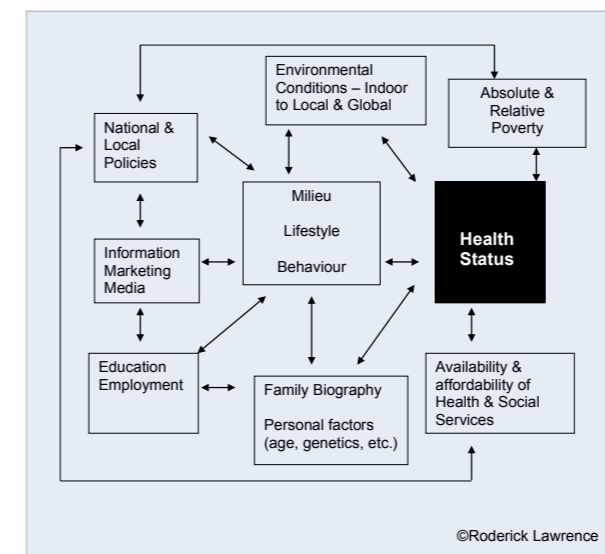 Environmental
Conditions – Indoor
to Local & Global
Absolute &
Relative
Poverty
National &
Local
Policies
Milieu
Lifestyle
Behaviour
Health
Status
Information
Marketing
Media
Education
Employment
Family Biography
Personal factors
(age, genetics, etc.)
Availability &
affordability of
Health & Social
Services
©Roderick Lawrence